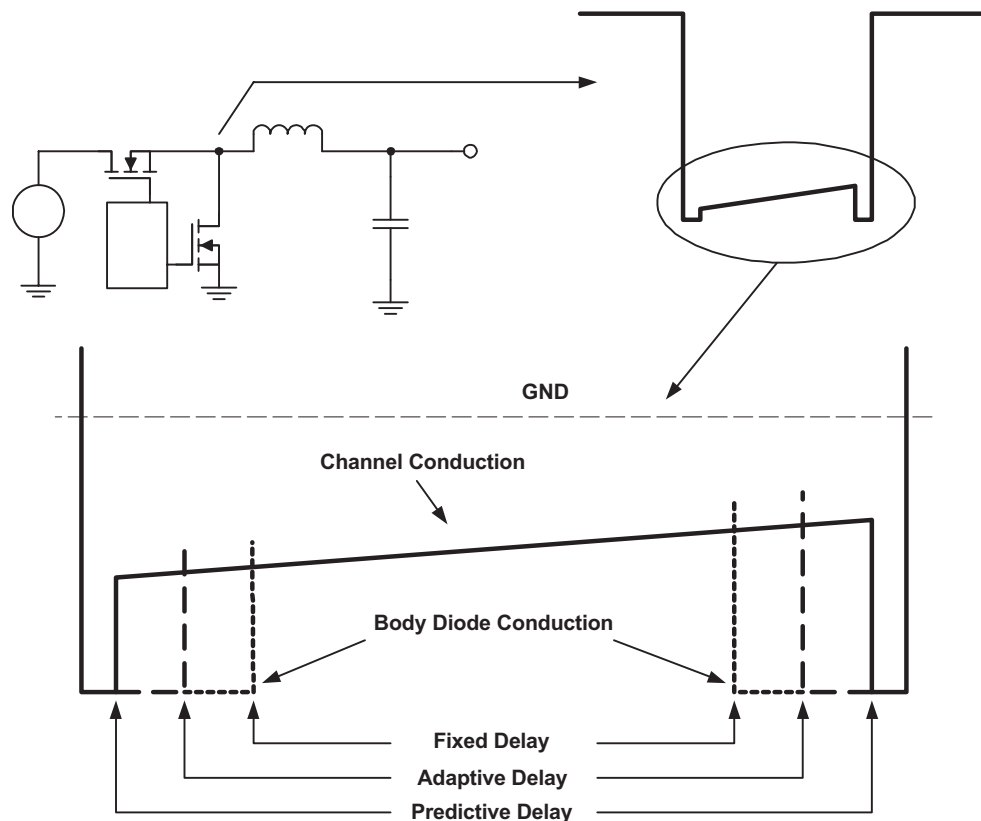 GND
Channel Conduction
Body Diode Conduction
Fixed Delay
Adaptive Delay
Predictive Delay